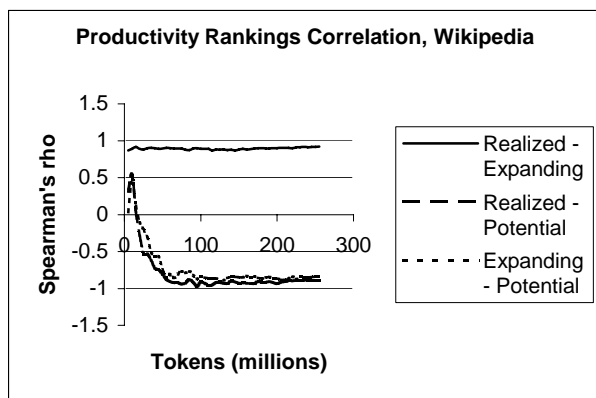 Productivity Rankings Correlation, Wikipedia
1.5
1
0.5
0
-0.5
-1
-1.5
0 100 200 300
Spearman's rho
Tokens (millions)
Realized -
Expanding
Realized -
Potential
Expanding
- Potential